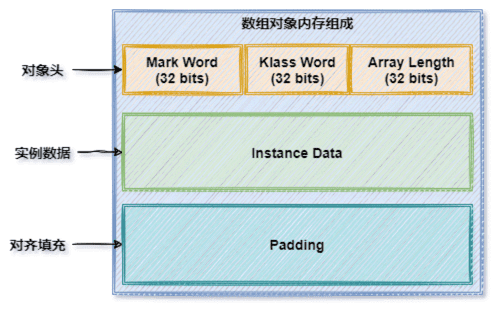 数组对象内存组成
对象头
Mark Word
(32 bits)
Klass Word
(32 bits)
Array Length
(32 bits)
实例数据
Instance Data
对齐填充
Padding